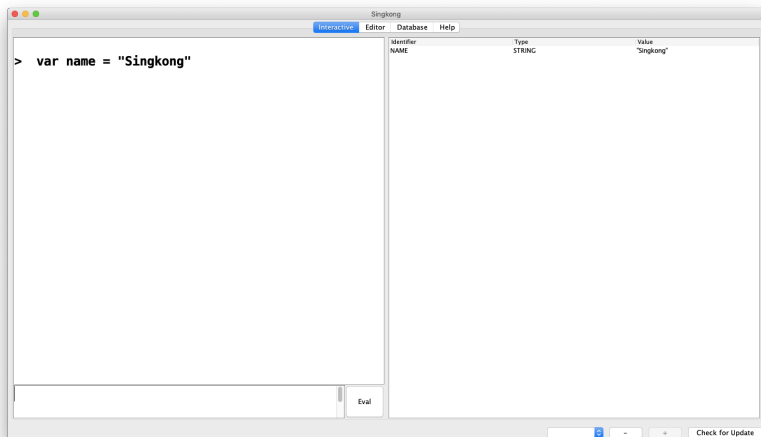 Singkong
Interactive Editor Database Help
> var name = "Singkong"
Identifier Type Value
NAME STRING "Singkong"
Eval
- + Check for Update